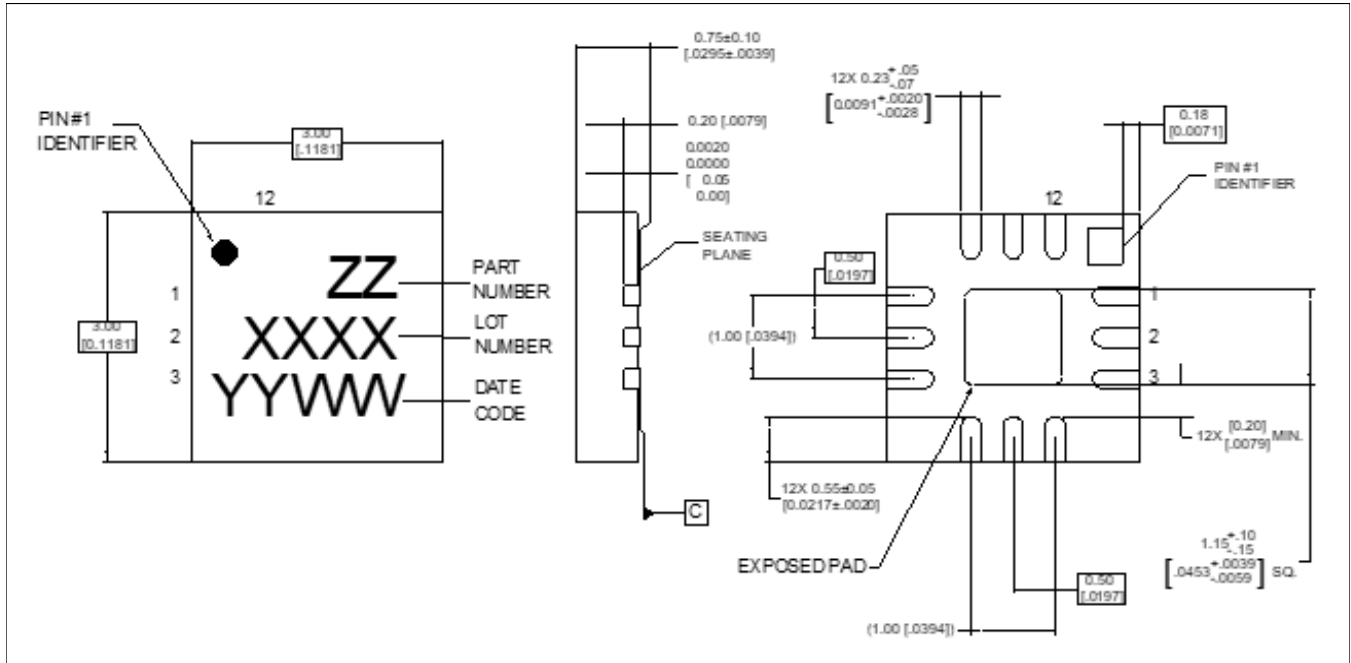 PIN #1
IDENTIFIER
3.00
[.1181]
12
ZZ
PART
NUMBER
XXXX
LOT
NUMBER
YYWW
DATE
CODE
1
2
3
3.00
[0.1181]
0.75±0.10
[.0295±.0039]
0.20 [.0079]
0.0020
0.0000
[ 0.05
0.00]
SEATING
PLANE
C
12X 0.23 +.05
-.07
[0.0091 +.0020
-.0028]
0.18
[0.0071]
PIN #1
IDENTIFIER
12
0.50
[.0197]
(1.00 [.0394])
1
2
3
12X [0.20] MIN.
.0079]
12X 0.55±0.05
[0.0217±.0020]
1.15 +.10
-.15
[.0453 +.0039
-.0059] SQ.
EXPOSED PAD
0.50
[.0197]
(1.00 [.0394])